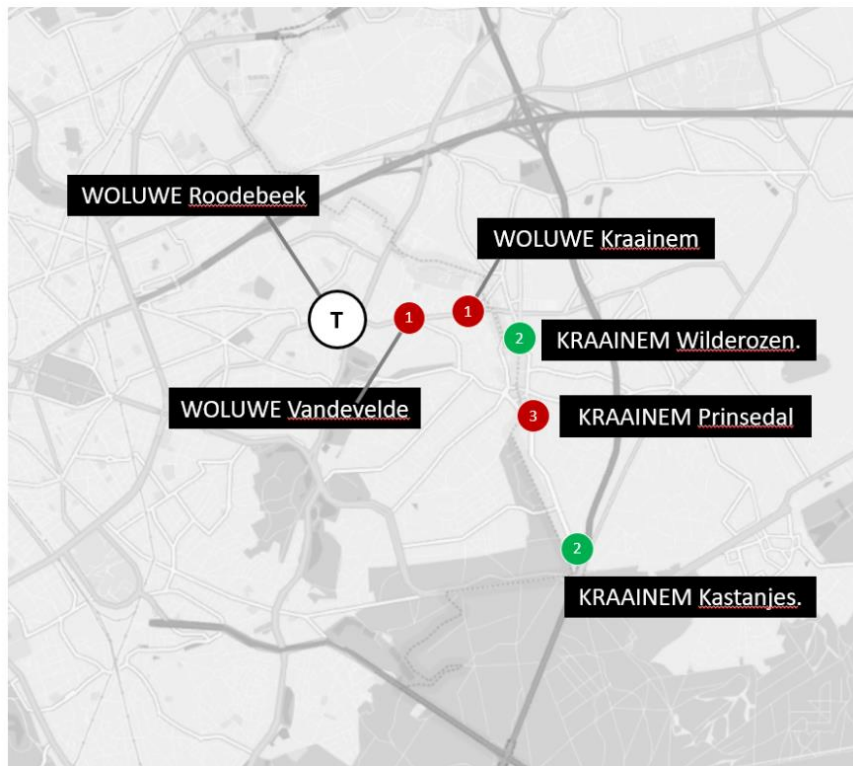 WOLUWE Roodebeek
WOLUWE Kraainem
T
1
1
2
KRAAINEM Wilderozen.
WOLUWE Vandevelde
3
KRAAINEM Prinsedal
2
KRAAINEM Kastanjes.